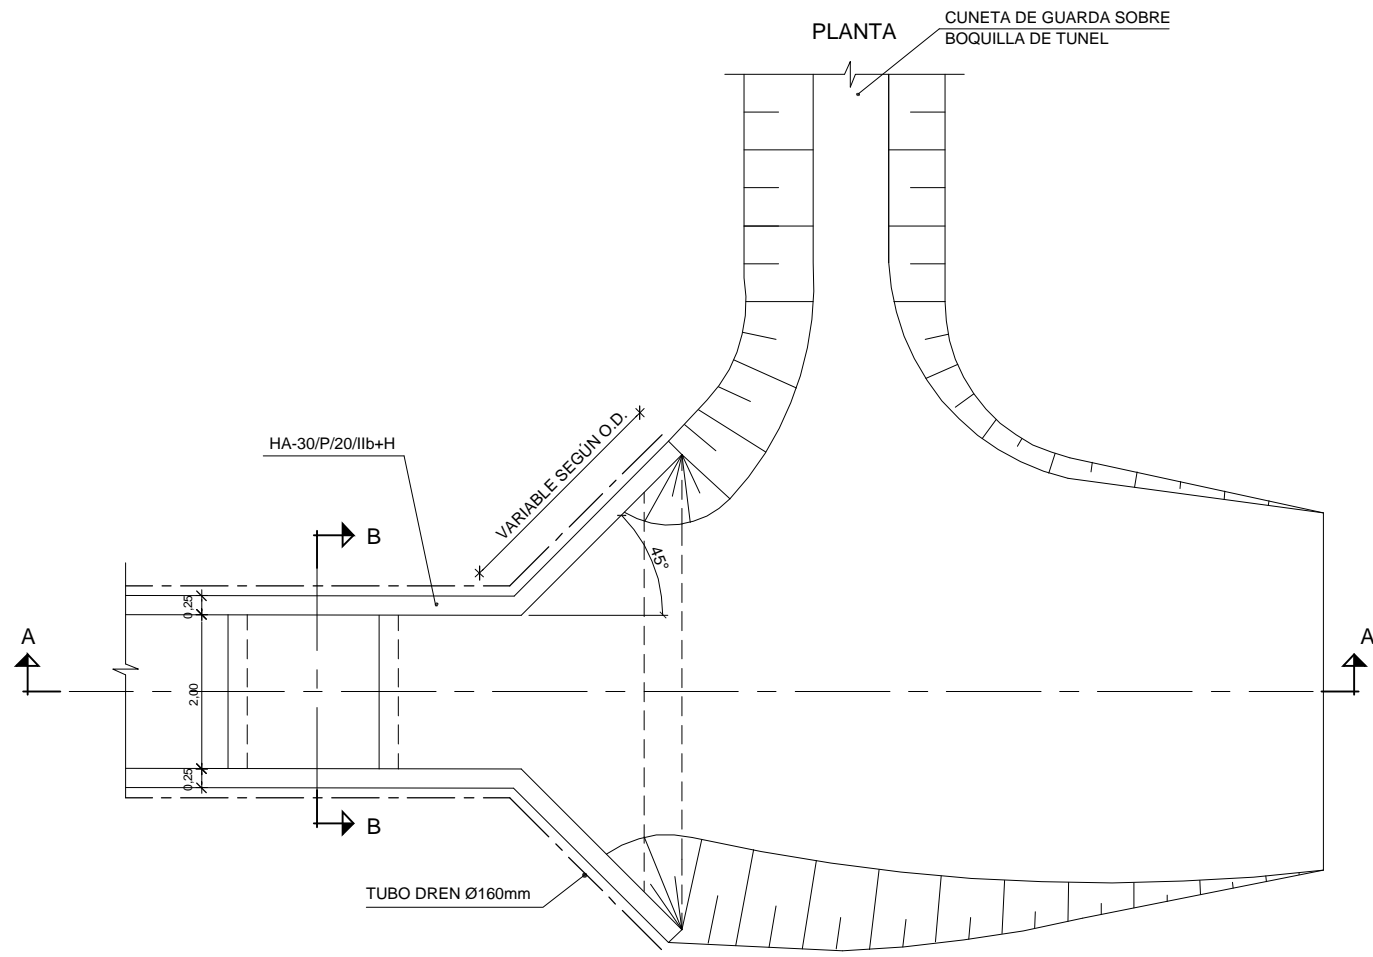 CUNETA DE GUARDA SOBRE
BOQUILLA DE TUNEL
PLANTA
VARIABLE SEGÚN O.D.
HA-30/P/20/IIb+H
B
45°
0,25
A
A
2,00
0,25
B
TUBO DREN Ø160mm